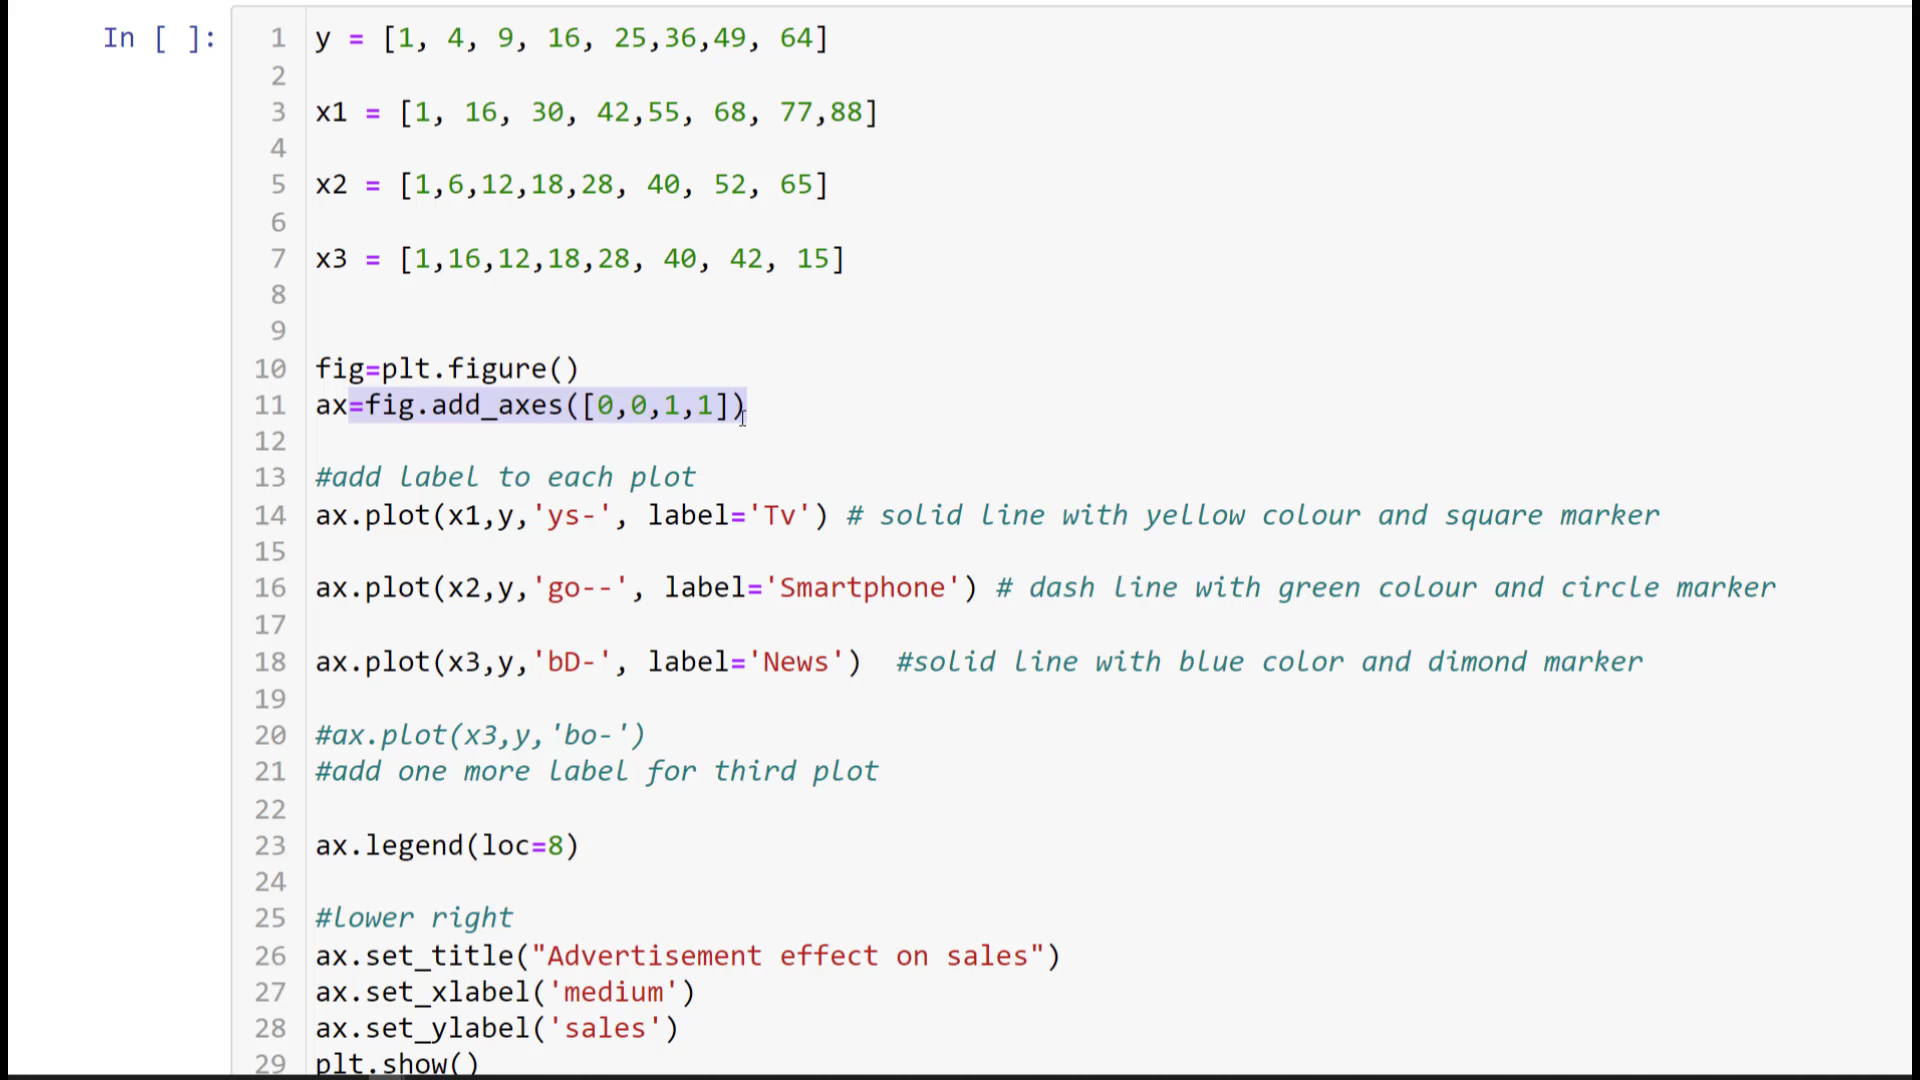 In [ ]:
1 y = [1, 4, 9, 16, 25,36,49, 64]
2
3 x1 = [1, 16, 30, 42,55, 68, 77,88]
4
5 x2 = [1,6,12,18,28, 40, 52, 65]
6
7 x3 = [1,16,12,18,28, 40, 42, 15]
8
9
10 fig=plt.figure()
11 ax=fig.add_axes([0,0,1,1])
12
13 #add label to each plot
14 ax.plot(x1,y,'ys-', label='Tv') # solid line with yellow colour and square marker
15
16 ax.plot(x2,y,'go--', label='Smartphone') # dash line with green colour and circle marker
17
18 ax.plot(x3,y,'bD-', label='News')  #solid line with blue color and dimond marker
19
20 #ax.plot(x3,y,'bo-')
21 #add one more label for third plot
22
23 ax.legend(loc=8)
24
25 #lower right
26 ax.set_title("Advertisement effect on sales")
27 ax.set_xlabel('medium')
28 ax.set_ylabel('sales')
29 plt.show()